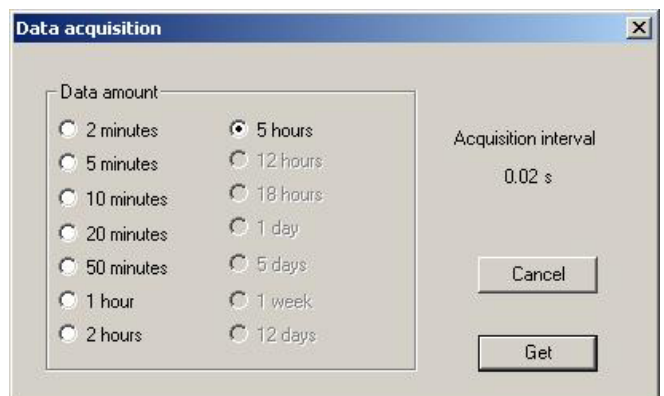 Data acquisition
Data amount
2 minutes
5 minutes
10 minutes
20 minutes
50 minutes
1 hour
2 hours
5 hours
12 hours
18 hours
1 day
5 days
1 week
12 days
Acquisition interval
0.02 s
Cancel
Get